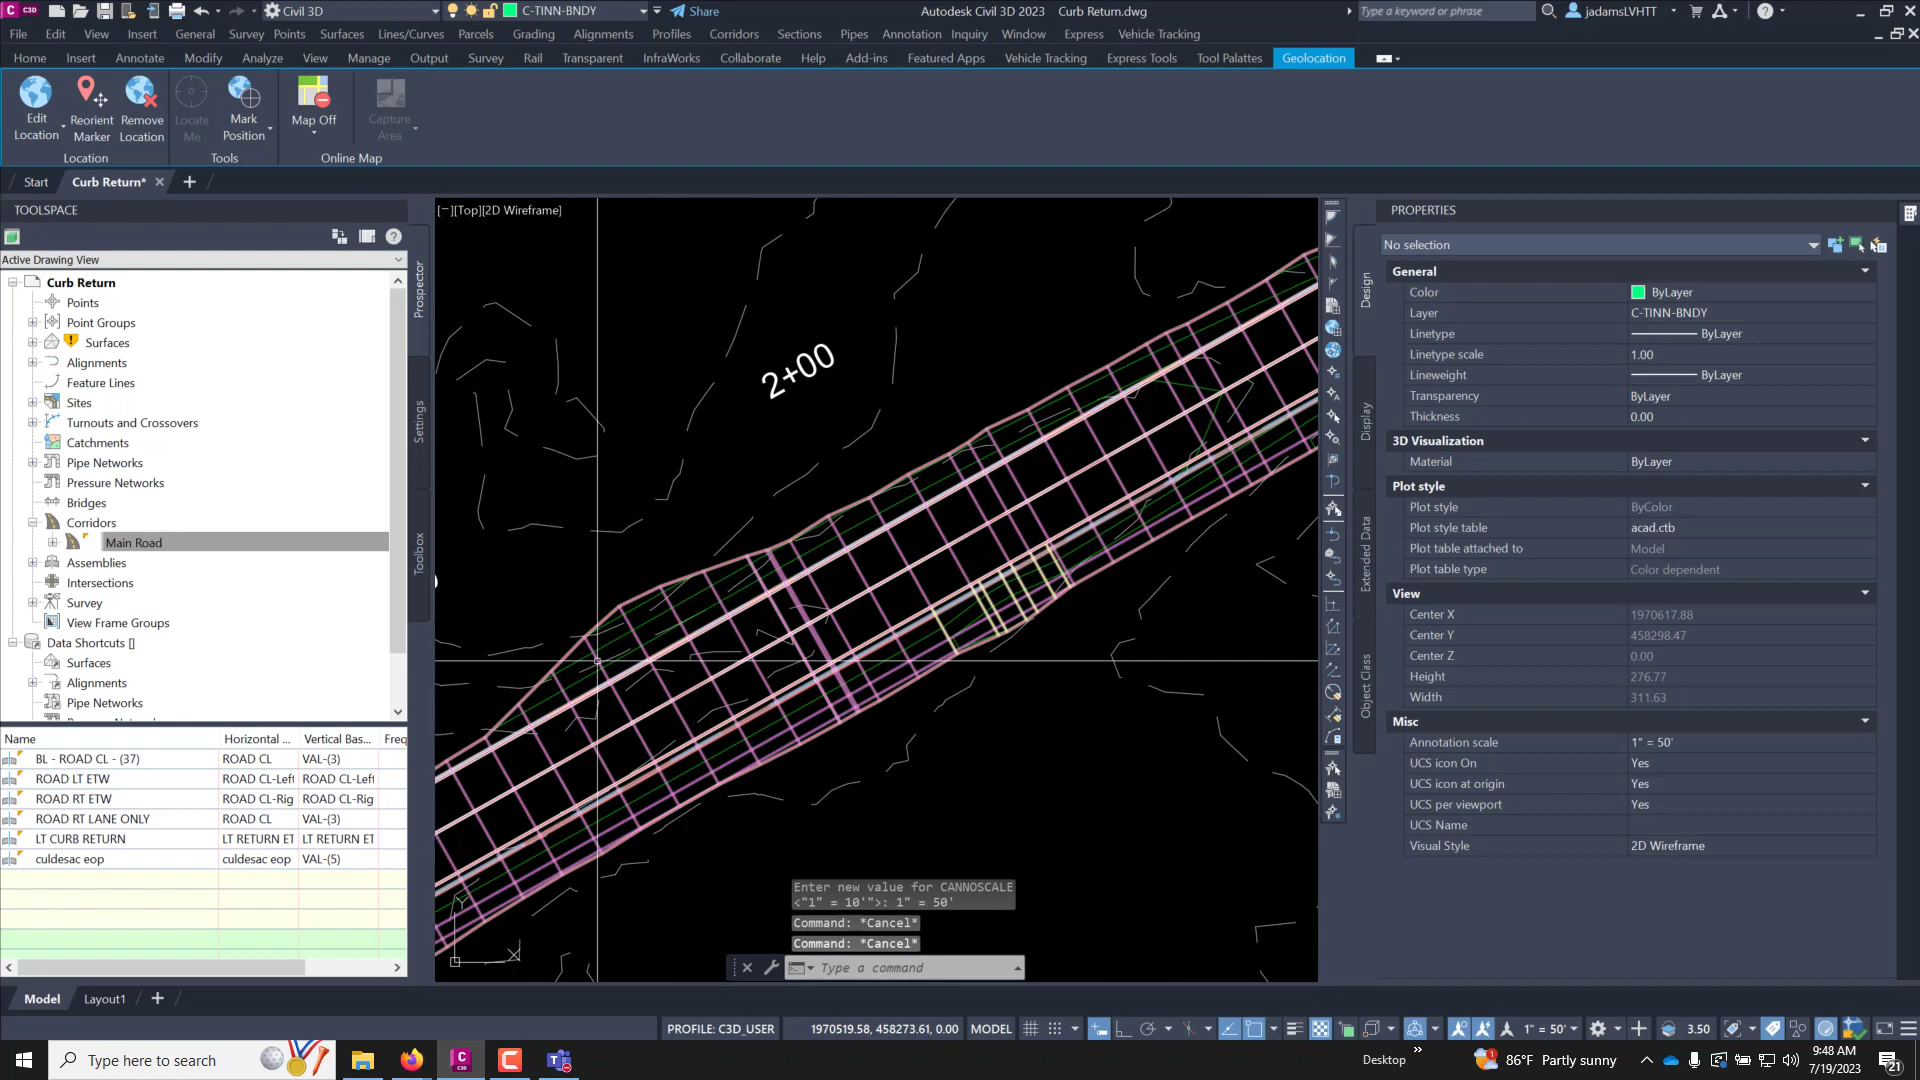 C3D
Civil 3D
C-TINN-BNDY
Share
Autodesk Civil 3D 2023
Curb Return.dwg
Type a keyword or phrase
jadamsLVHTT
File Edit View Insert General Survey Points Surfaces Lines/Curves Parcels Grading Alignments Profiles Corridors Sections Pipes Annotation Inquiry Window Express Vehicle Tracking
Home Insert Annotate Modify Analyze View Manage Output Survey Rail Transparent InfraWorks Collaborate Help Add-ins Featured Apps Vehicle Tracking Express Tools Tool Palettes Geolocation
Edit Location
Reorient Marker
Remove Location
Locate Me
Mark Position
Map Off
Capture Area
Location
Tools
Online Map
Start
Curb Return*
TOOLSPACE
Active Drawing View
Curb Return
Points
Point Groups
Surfaces
Alignments
Feature Lines
Sites
Turnouts and Crossovers
Catchments
Pipe Networks
Pressure Networks
Bridges
Corridors
Main Road
Assemblies
Intersections
Survey
View Frame Groups
Data Shortcuts []
Surfaces
Alignments
Pipe Networks
Prospector
Settings
Toolbox
Name Horizontal ... Vertical Bas... Freq
BL - ROAD CL - (37) ROAD CL VAL-(3)
ROAD LT ETW ROAD CL-Left ROAD CL-Left
ROAD RT ETW ROAD CL-Rig ROAD CL-Rig
ROAD RT LANE ONLY ROAD CL VAL-(3)
LT CURB RETURN LT RETURN ET LT RETURN ET
culdesac eop culdesac eop VAL-(5)
[−][Top][2D Wireframe]
2+00
Y
X
Enter new value for CANNOSCALE
<"1" = 10'">: 1" = 50'
Command: *Cancel*
Command: *Cancel*
Type a command
PROPERTIES
No selection
Design
Display
Extended Data
Object Class
General
Color ByLayer
Layer C-TINN-BNDY
Linetype ByLayer
Linetype scale 1.00
Lineweight ByLayer
Transparency ByLayer
Thickness 0.00
3D Visualization
Material ByLayer
Plot style
Plot style ByColor
Plot style table acad.ctb
Plot table attached to Model
Plot table type Color dependent
View
Center X 1970617.88
Center Y 458298.47
Center Z 0.00
Height 276.77
Width 311.63
Misc
Annotation scale 1" = 50'
UCS icon On Yes
UCS icon at origin Yes
UCS per viewport Yes
UCS Name
Visual Style 2D Wireframe
Model
Layout1
PROFILE: C3D_USER
1970519.58, 458273.61, 0.00
MODEL
1" = 50'
3.50
Type here to search
Desktop
86°F Partly sunny
9:48 AM
7/19/2023
21